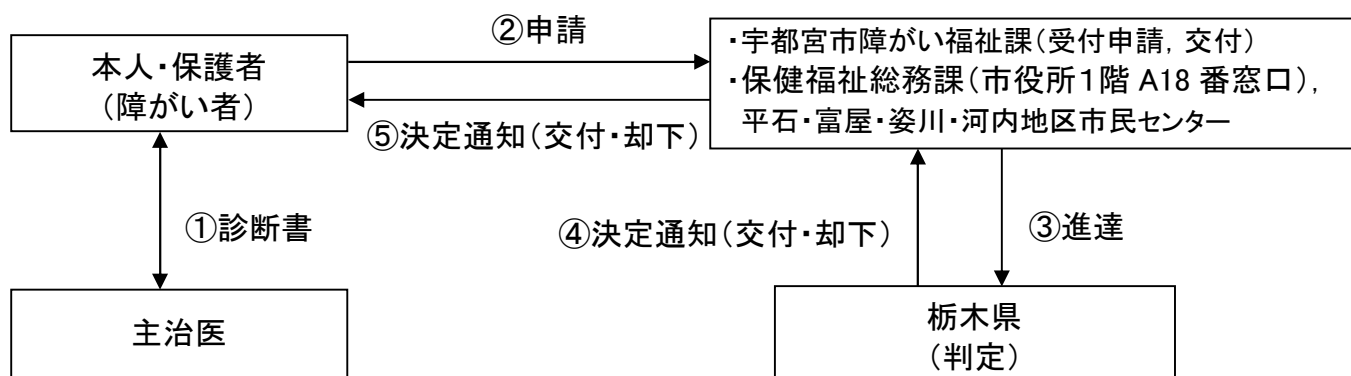 ②申請
本人・保護者
(障がい者)
・宇都宮市障がい福祉課(受付申請,交付)
・保健福祉総務課(市役所1階 A18 番窓口),
平石・富屋・姿川・河内地区市民センター
⑤決定通知(交付・却下)
①診断書
④決定通知(交付・却下)
③進達
主治医
栃木県
(判定)